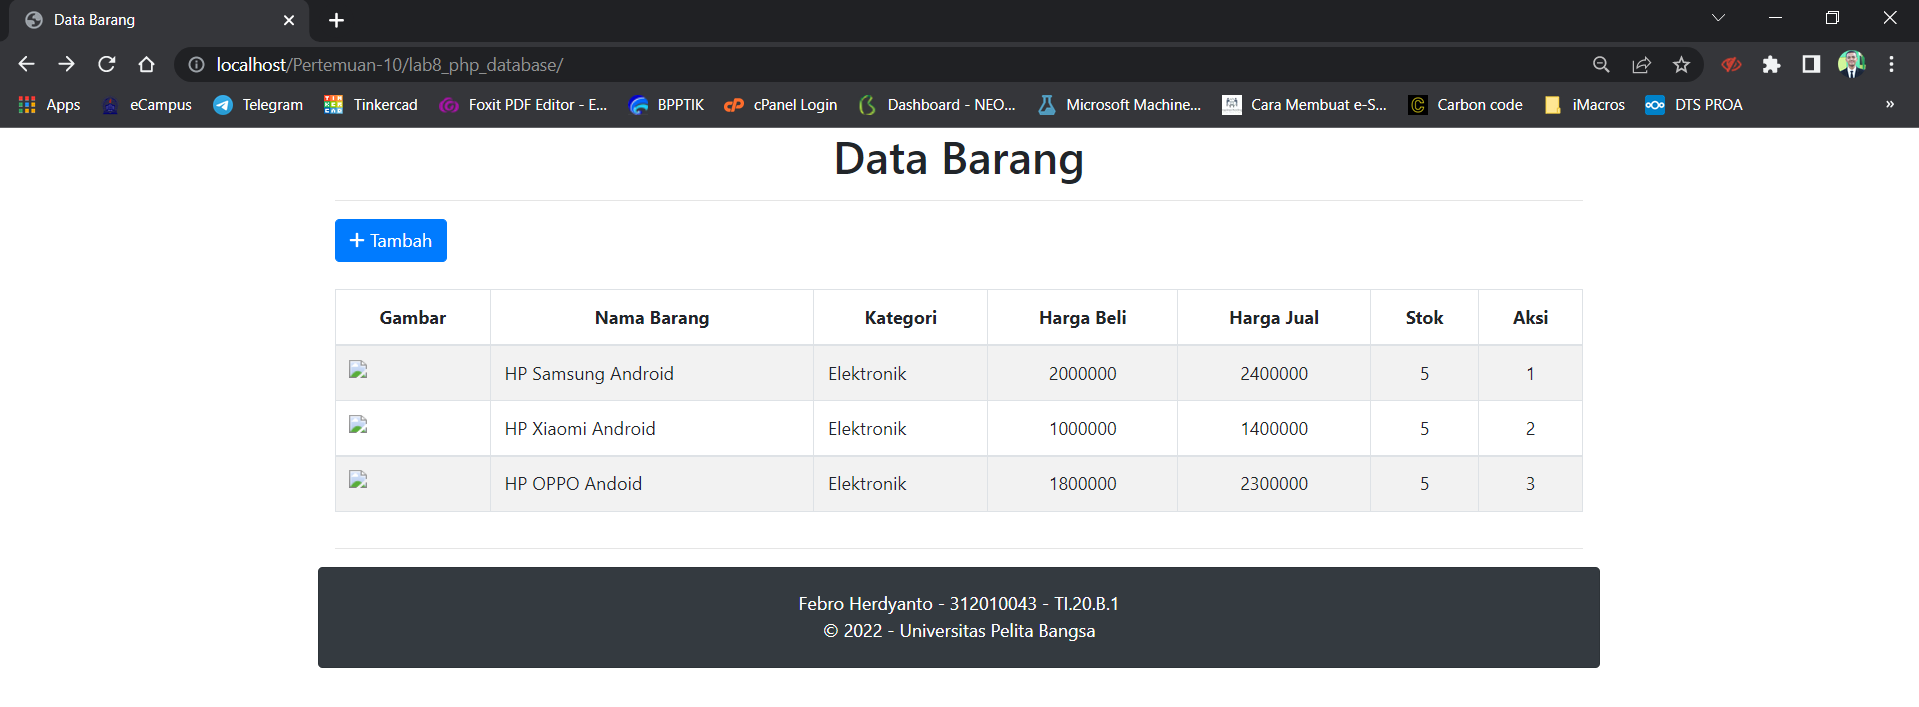 Data Barang
localhost/Pertemuan-10/lab8_php_database/
Apps eCampus Telegram Tinkercad Foxit PDF Editor - E... BPPTIK cPanel Login Dashboard - NEO... Microsoft Machine... Cara Membuat e-S... Carbon code iMacros DTS PROA »
Data Barang
+ Tambah
Gambar Nama Barang Kategori Harga Beli Harga Jual Stok Aksi
HP Samsung Android Elektronik 2000000 2400000 5 1
HP Xiaomi Android Elektronik 1000000 1400000 5 2
HP OPPO Andoid Elektronik 1800000 2300000 5 3
Febro Herdyanto - 312010043 - TI.20.B.1
© 2022 - Universitas Pelita Bangsa